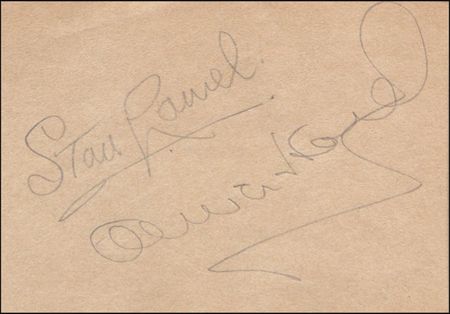 Stan Laurel.
Oliver Hardy